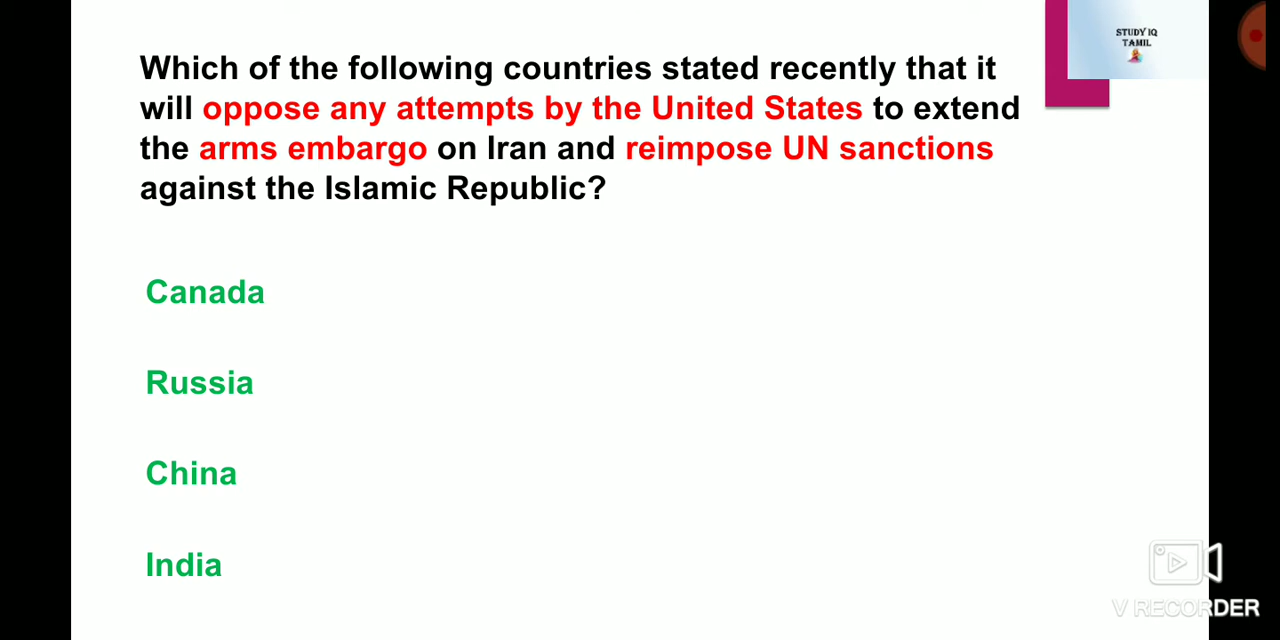 Which of the following countries stated recently that it
will oppose any attempts by the United States to extend
the arms embargo on Iran and reimpose UN sanctions
against the Islamic Republic?
Canada
Russia
China
India
STUDY IQ
TAMIL
V RECORDER